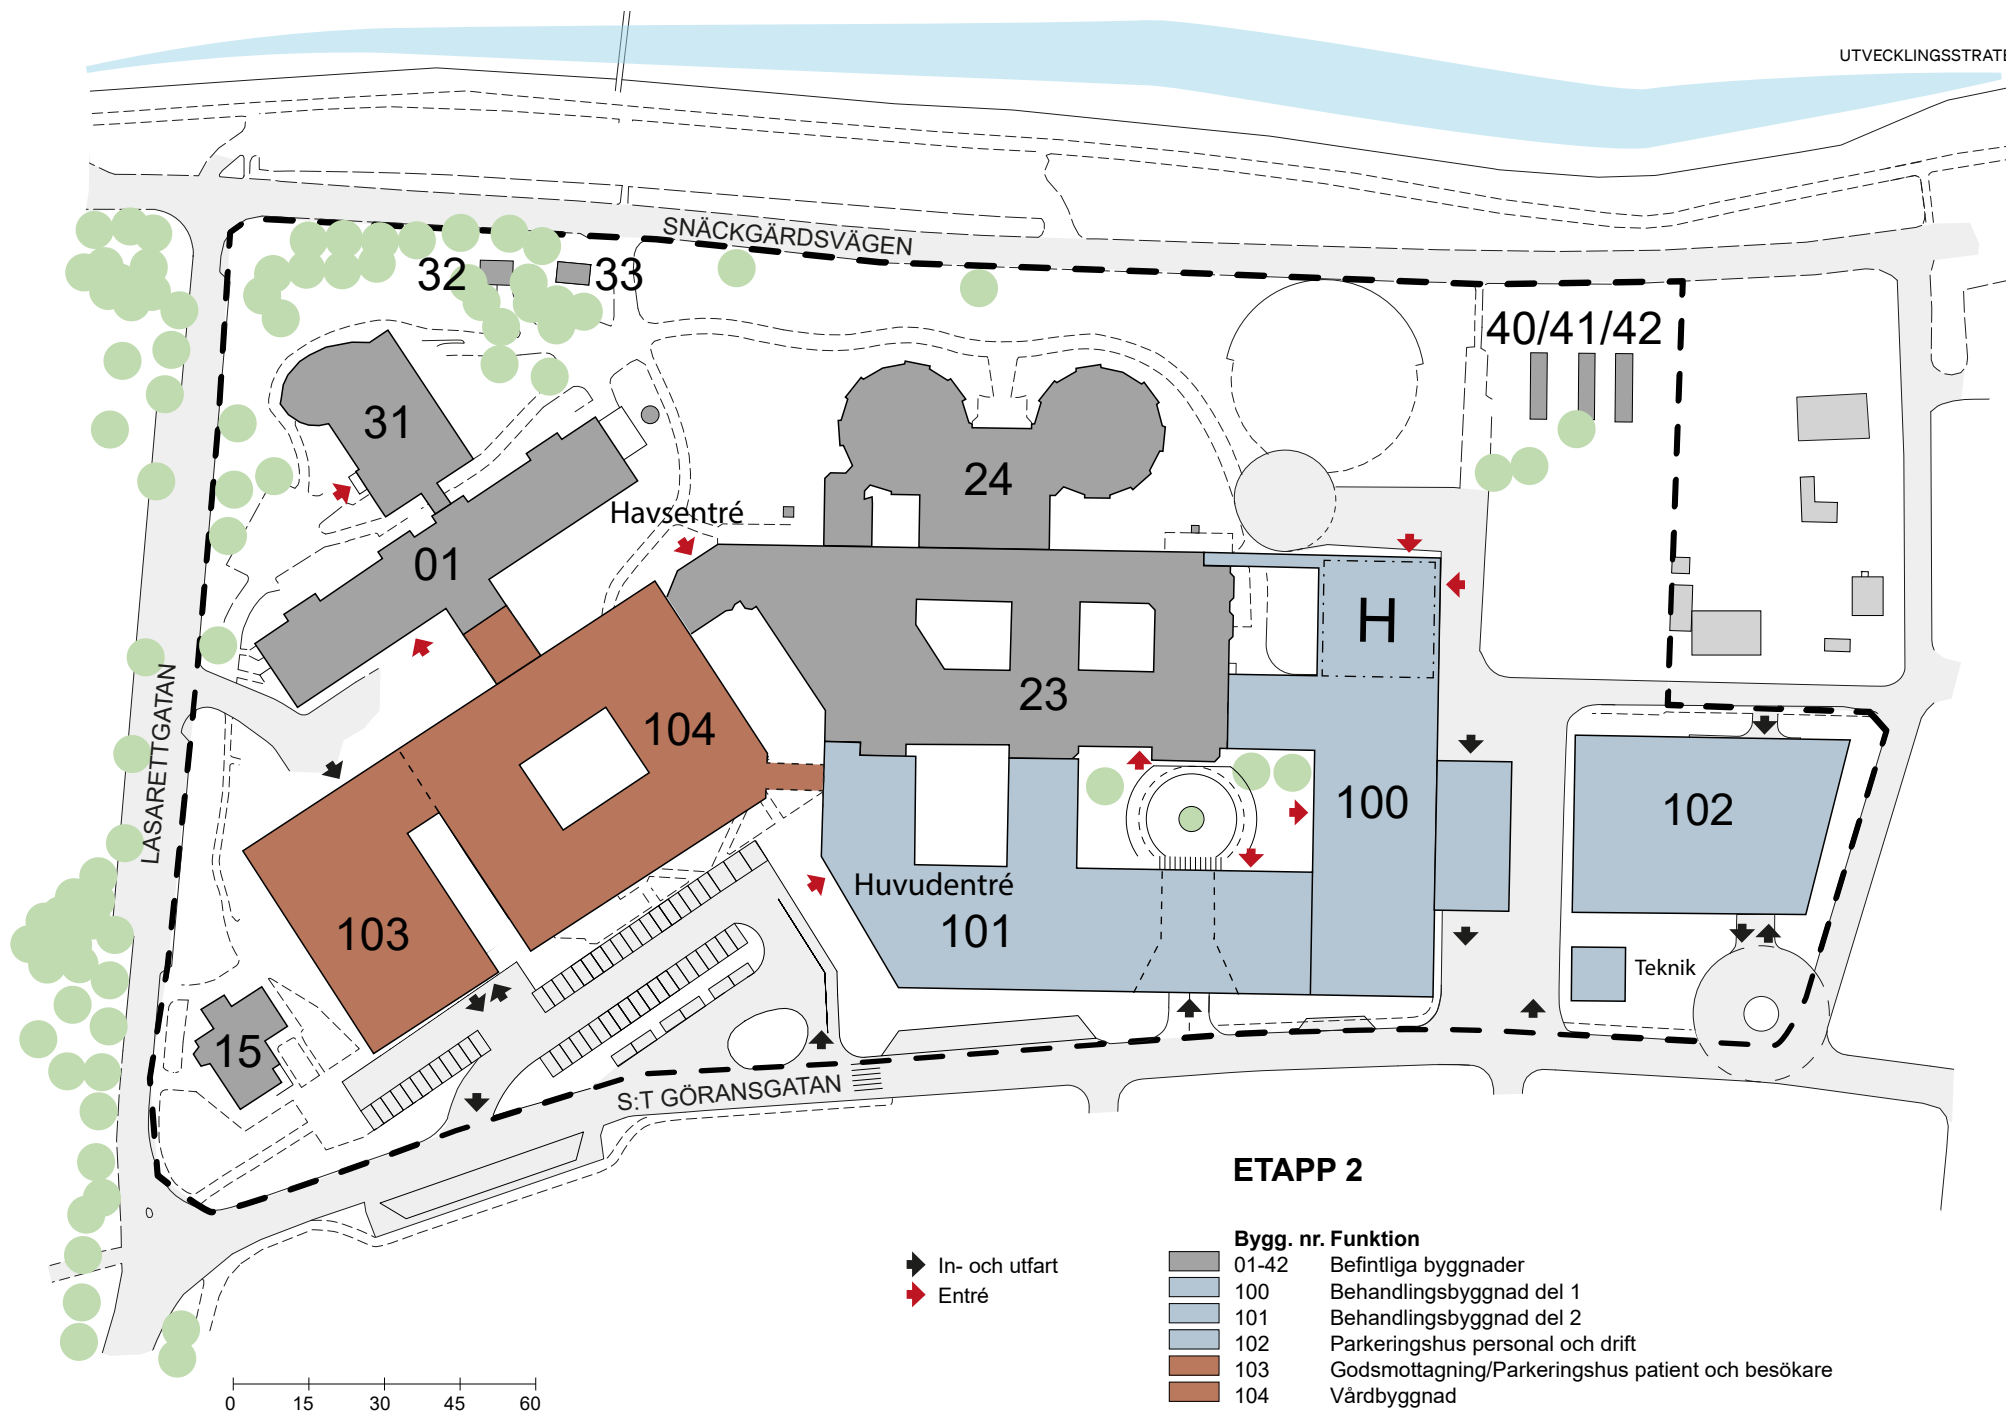 UTVECKLINGSSTRATE
SNÄCKGÄRDSVÄGEN
32
33
40/41/42
31
24
Havsentré
01
H
23
104
LASARETTGATAN
100
102
Huvudentré
101
103
Teknik
15
S:T GÖRANSGATAN
ETAPP 2
Bygg. nr. Funktion
01-42 Befintliga byggnader
100 Behandlingsbyggnad del 1
101 Behandlingsbyggnad del 2
102 Parkeringshus personal och drift
103 Godsmottagning/Parkeringshus patient och besökare
104 Vårdbyggnad
In- och utfart
Entré
0 15 30 45 60